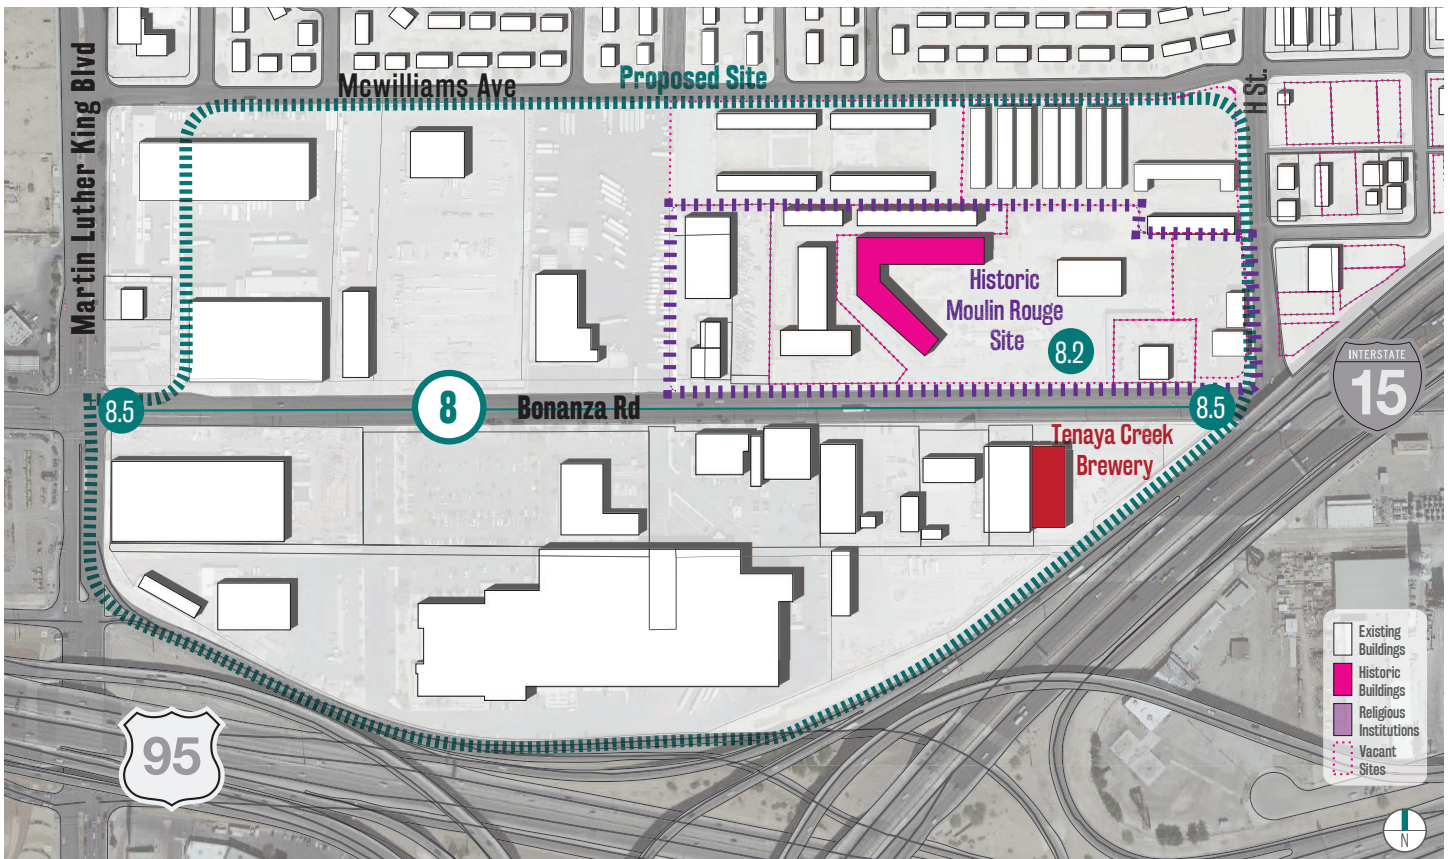 Martin Luther King Blvd
Mcwilliams Ave
Proposed Site
H St.
Historic
Moulin Rouge
Site
8.2
INTERSTATE
15
8.5
8
Bonanza Rd
8.5
Tenaya Creek
Brewery
95
Existing
Buildings
Historic
Buildings
Religious
Institutions
Vacant
Sites
N